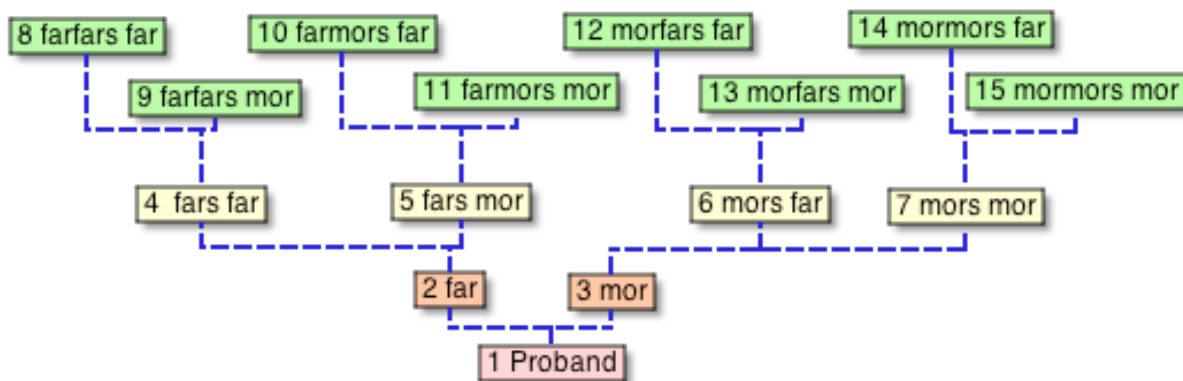 8 farfars far
10 farmors far
12 morfars far
14 mormors far
9 farfars mor
11 farmors mor
13 morfars mor
15 mormors mor
4 fars far
5 fars mor
6 mors far
7 mors mor
2 far
3 mor
1 Proband